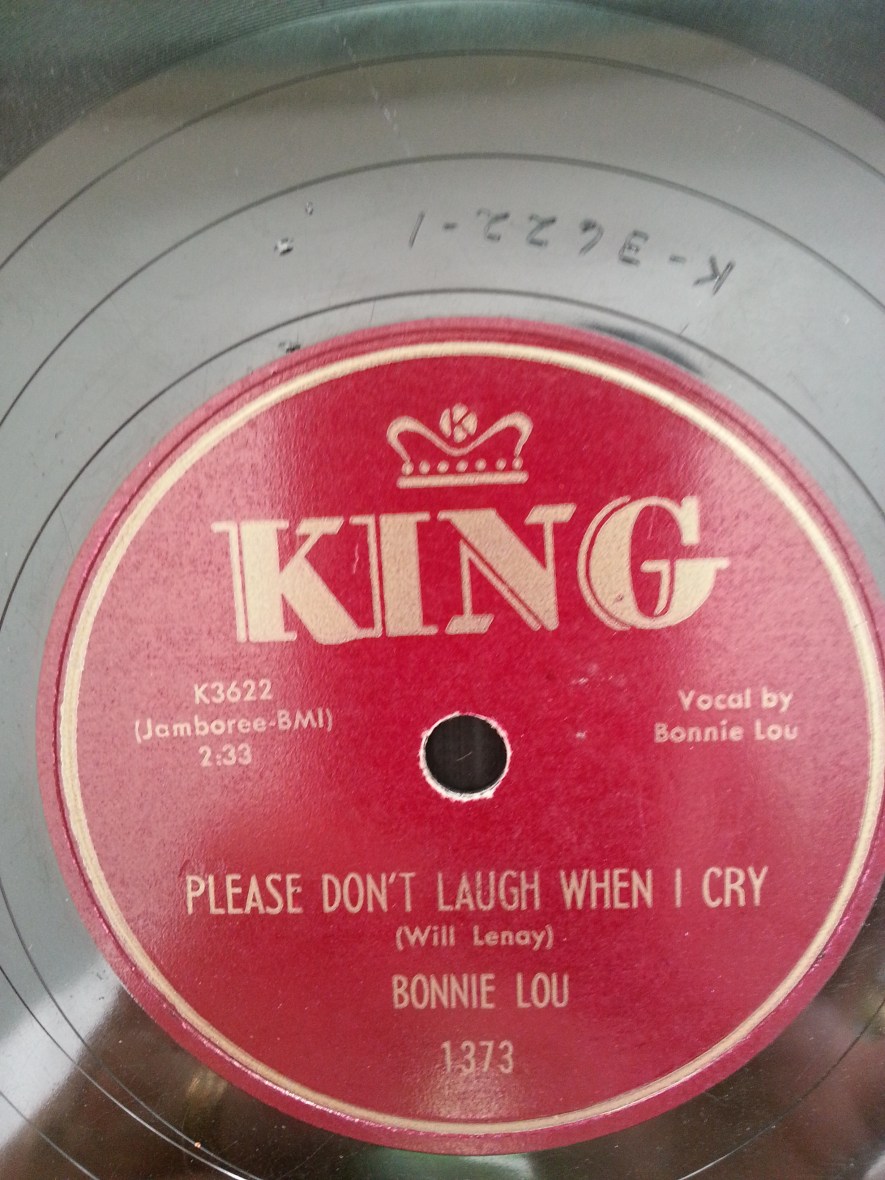 K-3622-1
K
KING
K3622
(Jamboree-BMI)
2:33
Vocal by
Bonnie Lou
PLEASE DON'T LAUGH WHEN I CRY
(Will Lenay)
BONNIE LOU
1373